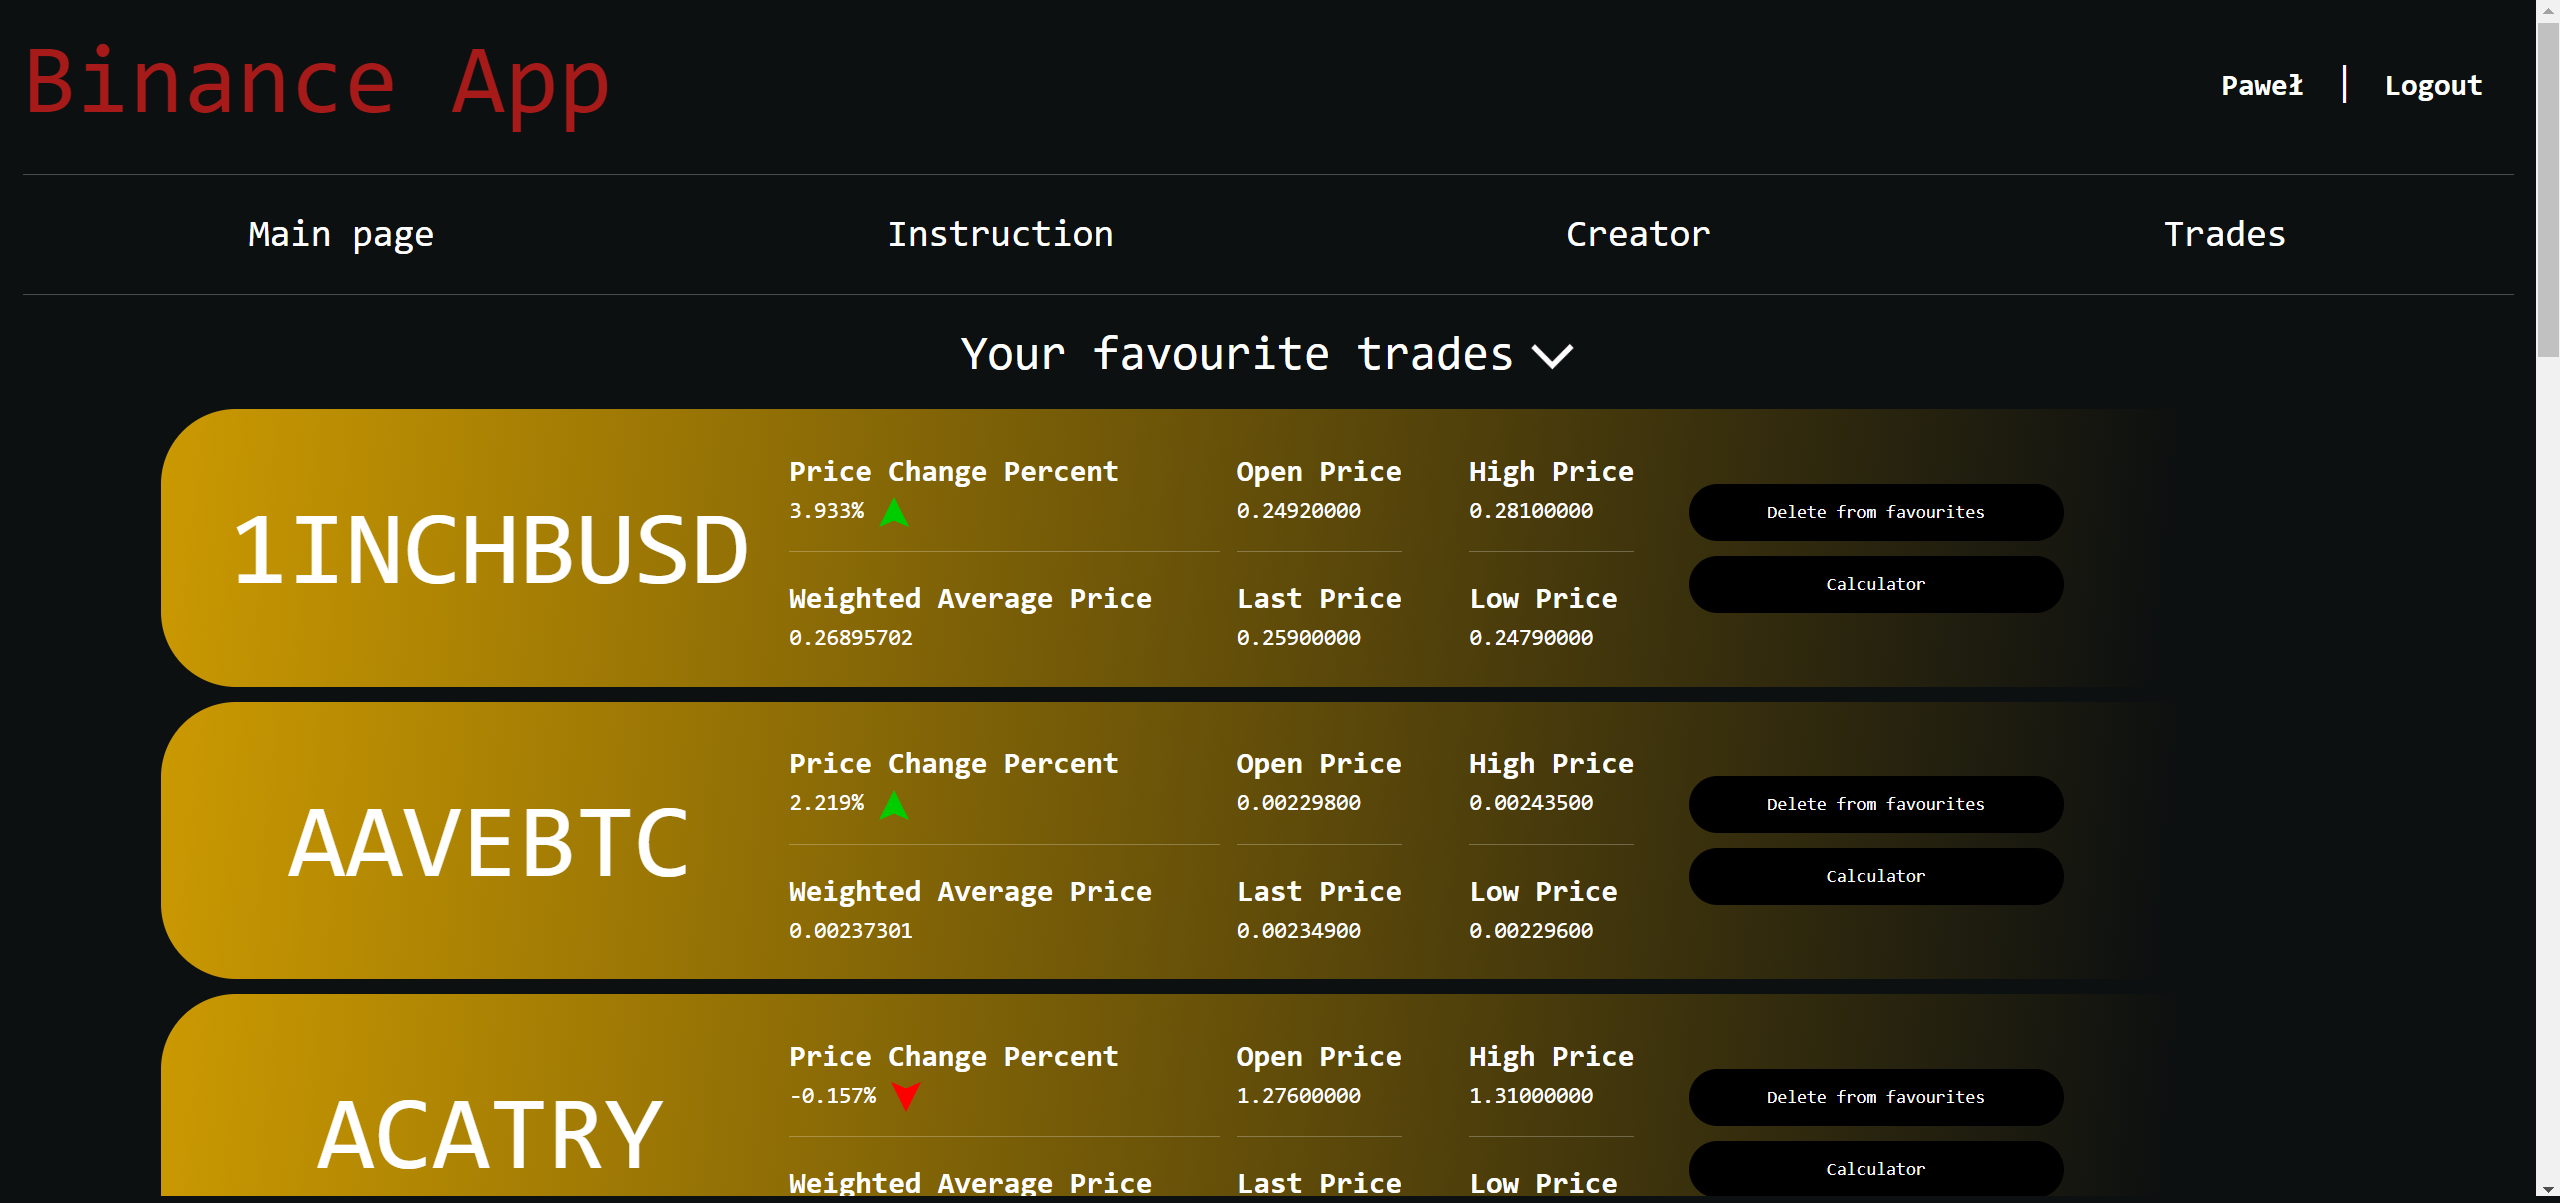 Binance App
Paweł | Logout
Main page Instruction Creator Trades
Your favourite trades
1INCHBUSD
Price Change Percent
3.933%
Weighted Average Price
0.26895702
Open Price
0.24920000
Last Price
0.25900000
High Price
0.28100000
Low Price
0.24790000
Delete from favourites
Calculator
AAVEBTC
Price Change Percent
2.219%
Weighted Average Price
0.00237301
Open Price
0.00229800
Last Price
0.00234900
High Price
0.00243500
Low Price
0.00229600
Delete from favourites
Calculator
ACATRY
Price Change Percent
-0.157%
Weighted Average Price
Open Price
1.27600000
Last Price
High Price
1.31000000
Low Price
Delete from favourites
Calculator